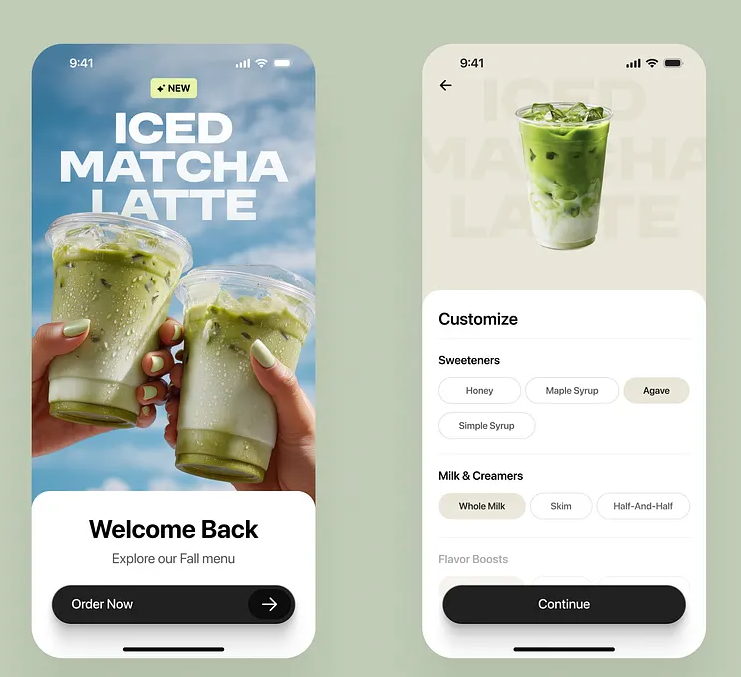 9:41
NEW
ICED
MATCHA
LATTE
Welcome Back
Explore our Fall menu
Order Now
9:41
ICED
MATCHA
LATTE
Customize
Sweeteners
Honey
Maple Syrup
Agave
Simple Syrup
Milk & Creamers
Whole Milk
Skim
Half-And-Half
Flavor Boosts
Continue